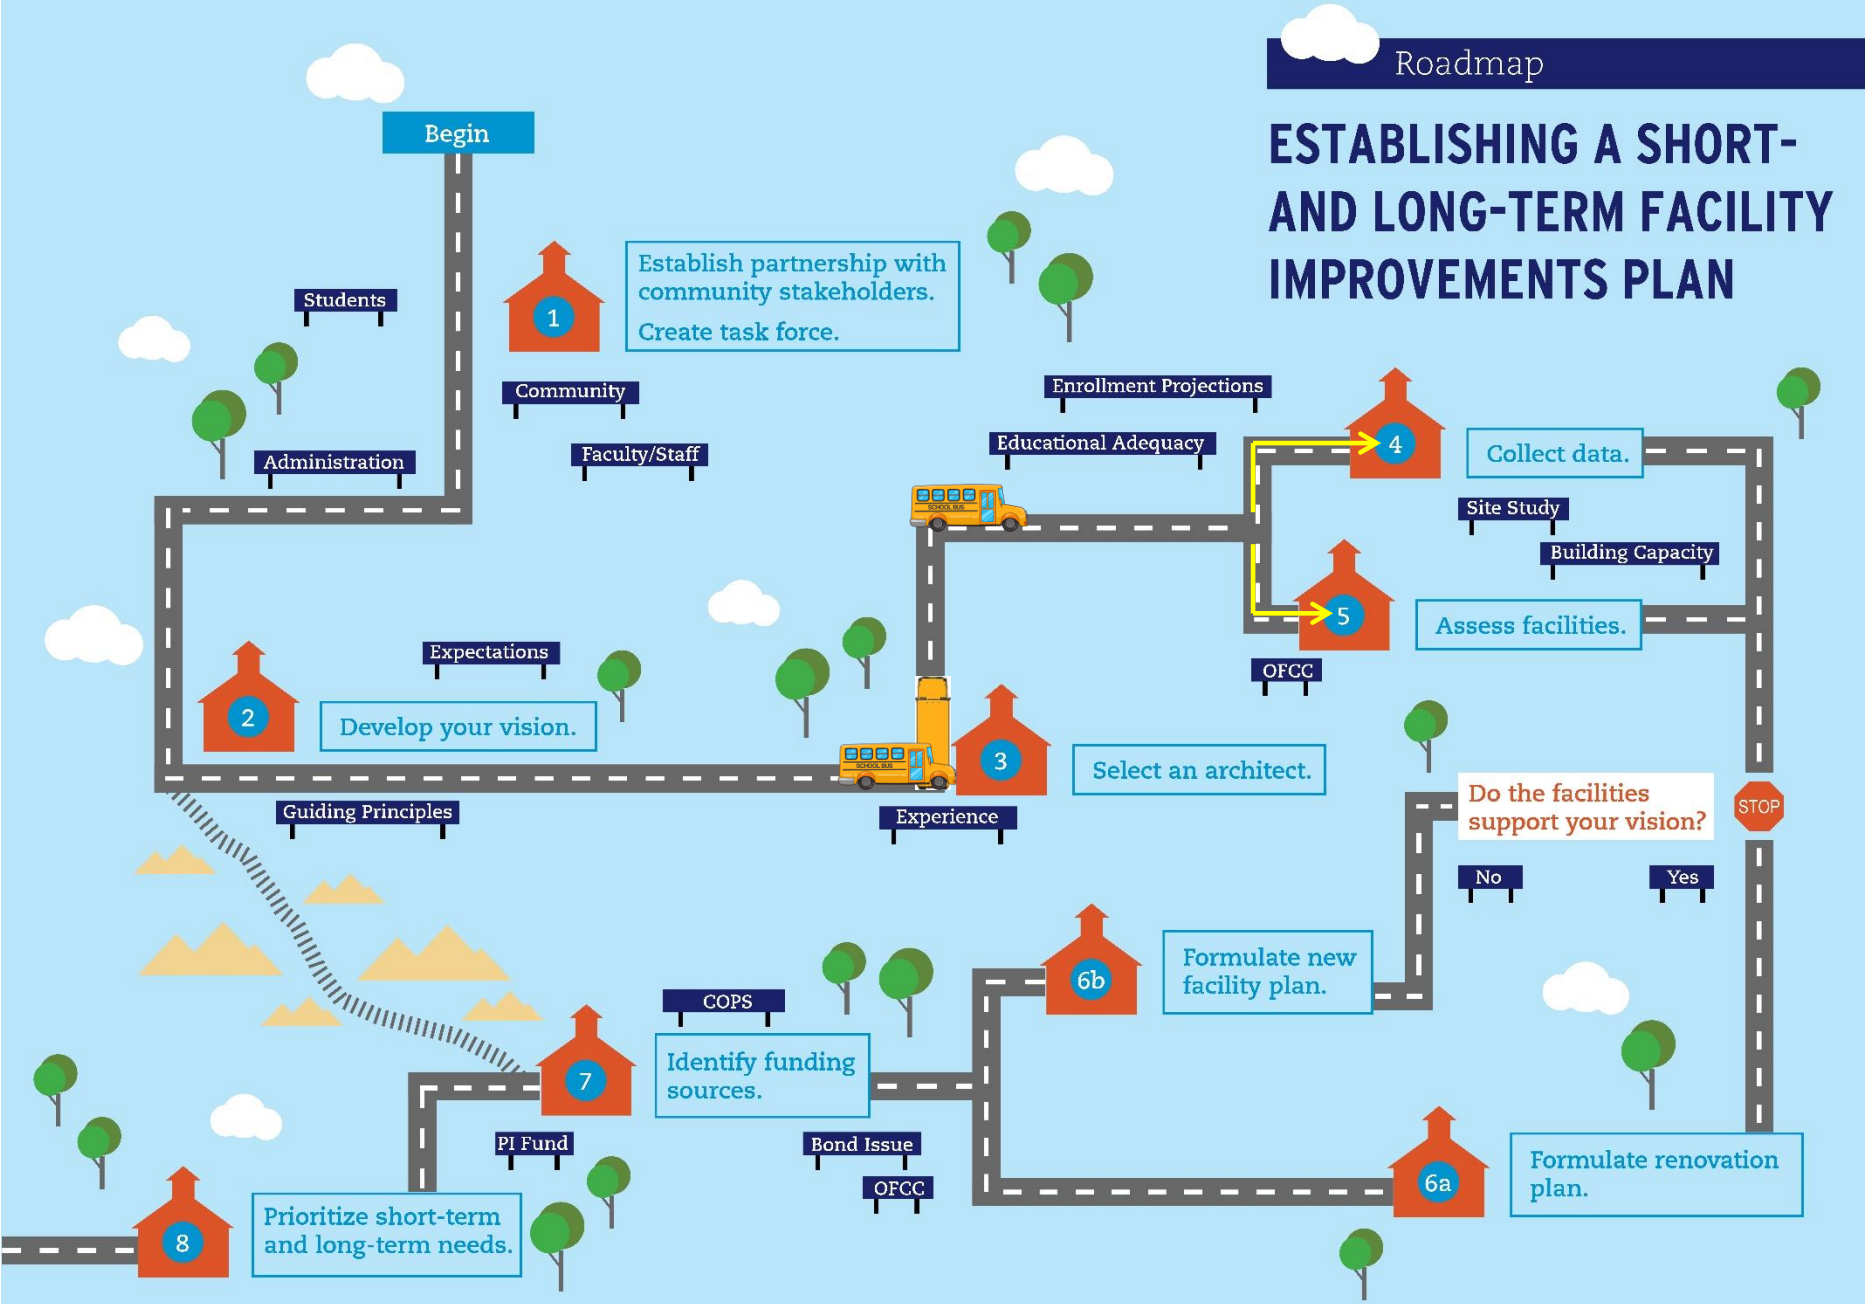 Roadmap
ESTABLISHING A SHORT-
AND LONG-TERM FACILITY
IMPROVEMENTS PLAN
Begin
Students
1
Establish partnership with
community stakeholders.
Create task force.
Community
Administration
Faculty/Staff
2
Expectations
Develop your vision.
Guiding Principles
SCHOOL BUS
3
Select an architect.
Experience
SCHOOL BUS
Enrollment Projections
Educational Adequacy
4
Collect data.
Site Study
Building Capacity
5
Assess facilities.
OFCC
Do the facilities
support your vision?
STOP
No
Yes
6b
Formulate new
facility plan.
6a
Formulate renovation
plan.
COPS
7
Identify funding
sources.
PI Fund
Bond Issue
OFCC
8
Prioritize short-term
and long-term needs.